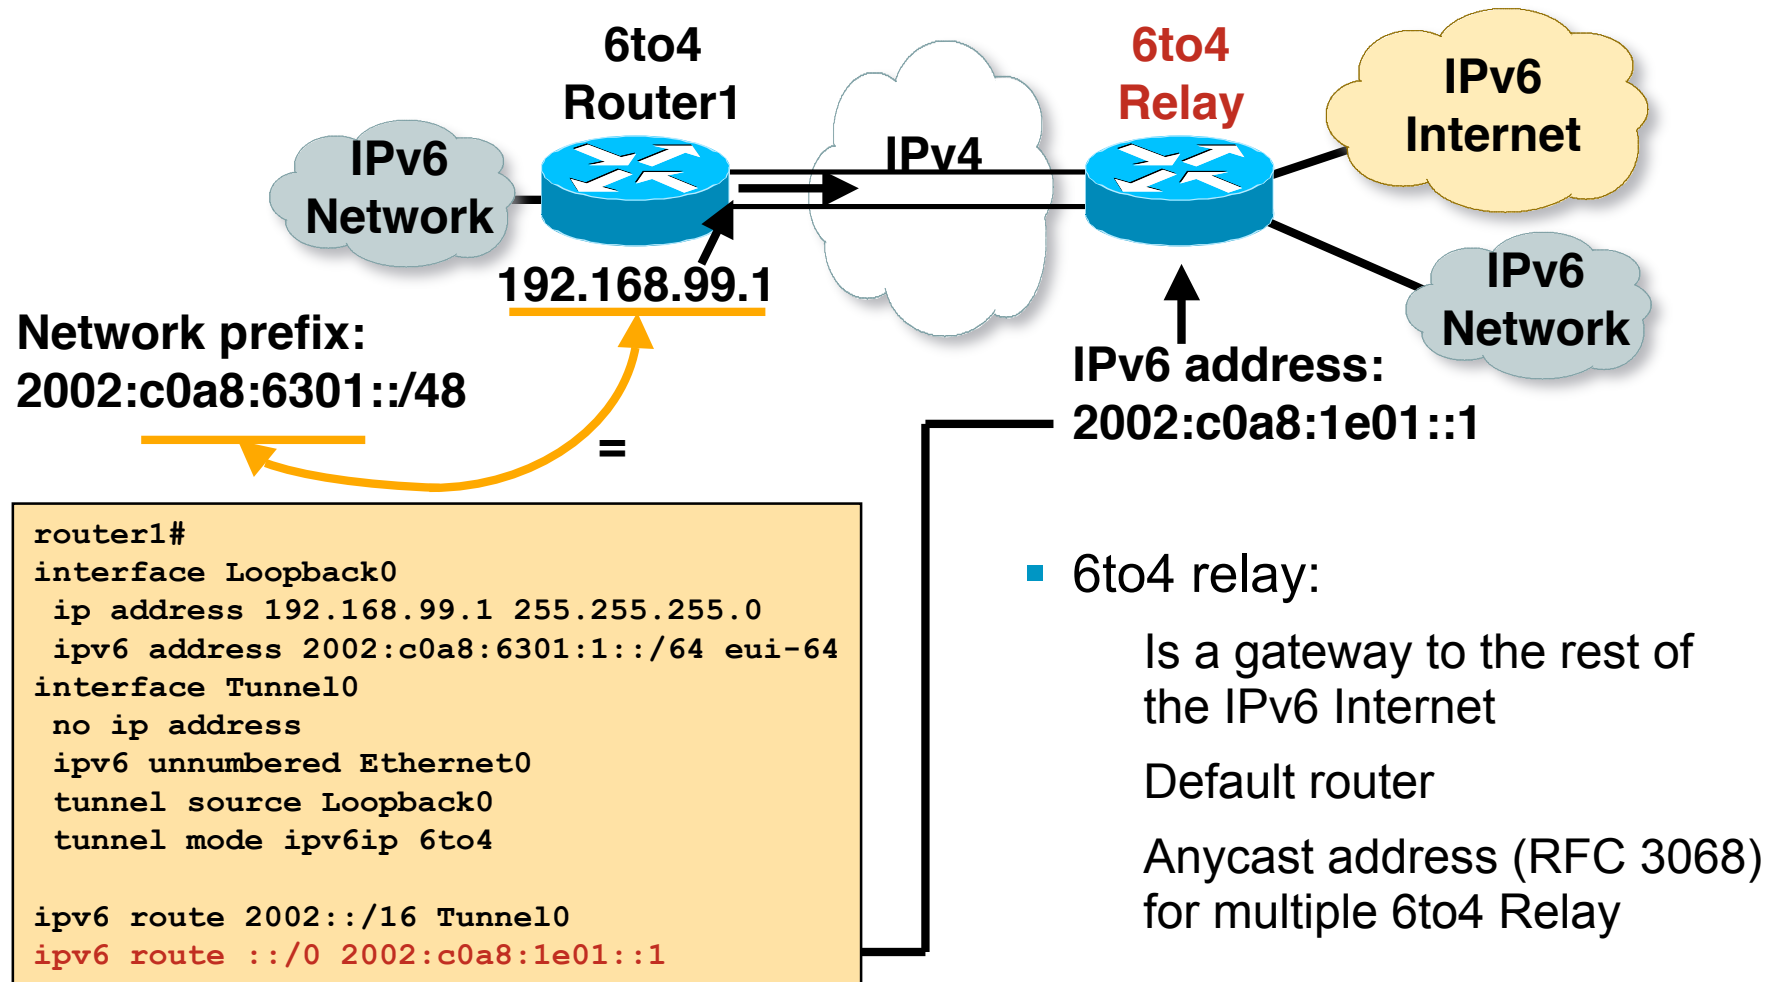 6to4
Router1
6to4
Relay
IPv6
Internet
IPv6
Network
IPv4
192.168.99.1
IPv6
Network
Network prefix:
2002:c0a8:6301::/48
=
IPv6 address:
2002:c0a8:1e01::1
router1#
interface Loopback0
ip address 192.168.99.1 255.255.255.0
ipv6 address 2002:c0a8:6301:1::/64 eui-64
interface Tunnel0
no ip address
ipv6 unnumbered Ethernet0
tunnel source Loopback0
tunnel mode ipv6ip 6to4
ipv6 route 2002::/16 Tunnel0
ipv6 route ::/0 2002:c0a8:1e01::1
▪ 6to4 relay:
Is a gateway to the rest of
the IPv6 Internet
Default router
Anycast address (RFC 3068)
for multiple 6to4 Relay